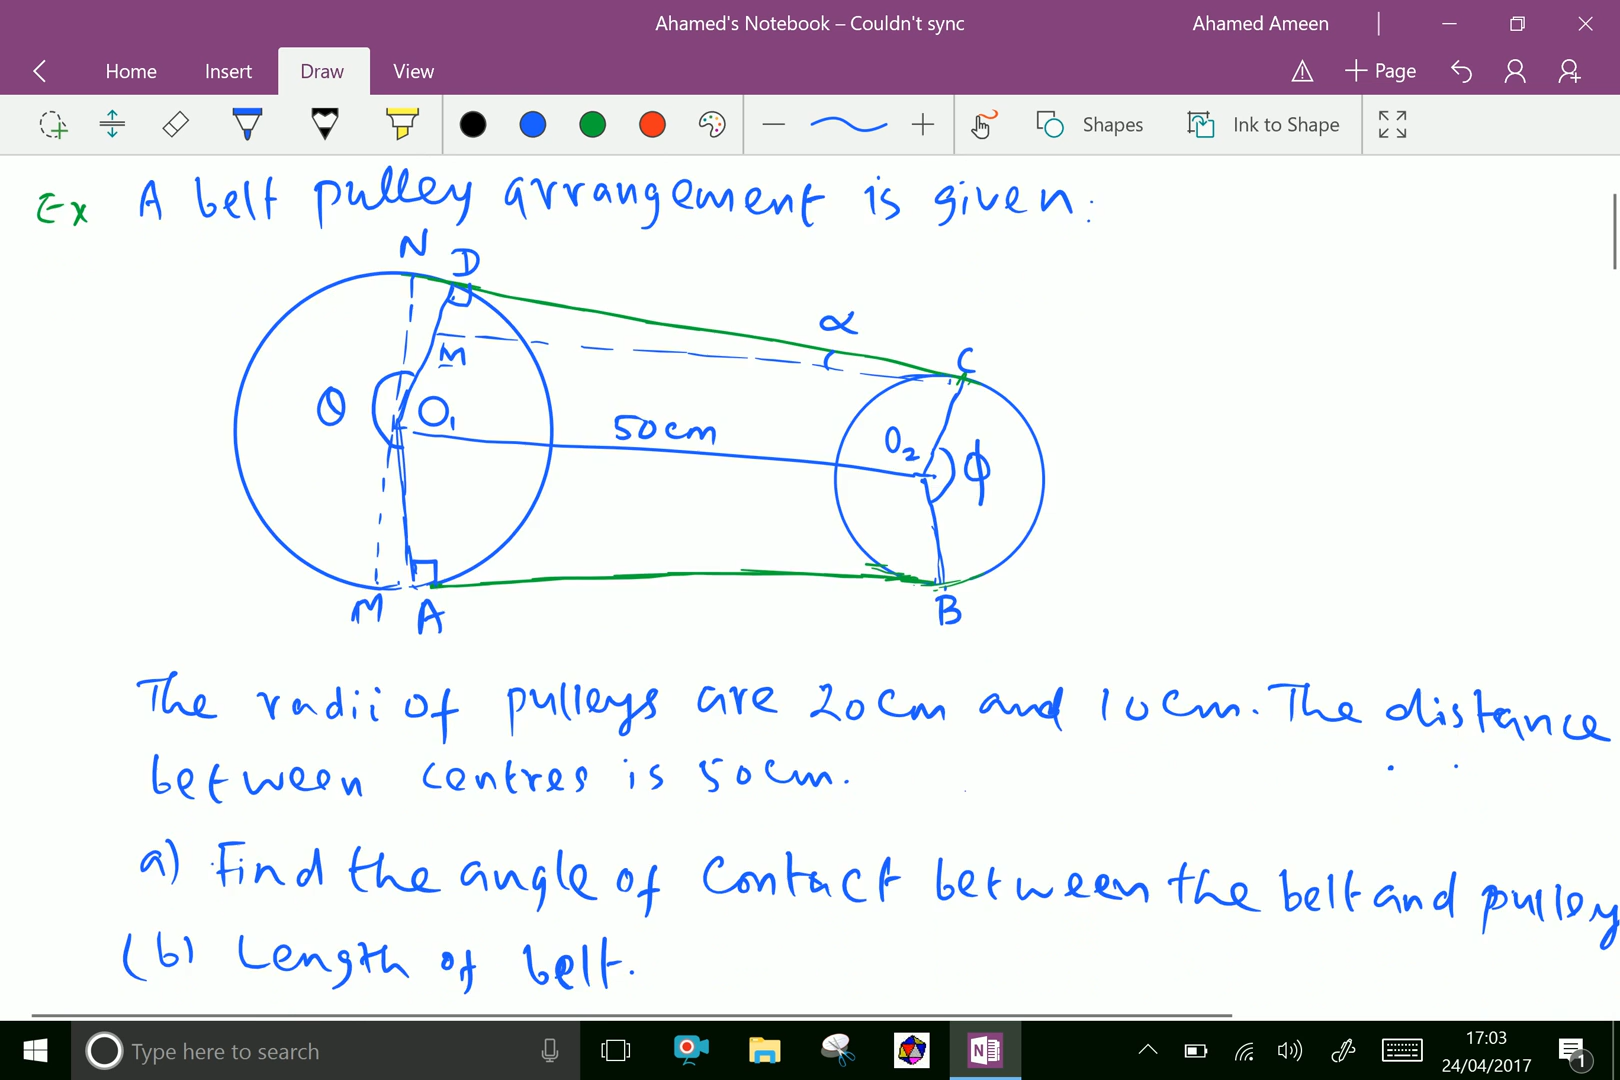 Ahamed's Notebook – Couldn't sync
Ahamed Ameen
Home Insert Draw View
Page
Shapes
Ink to Shape
Ex A belt pulley arrangement is given:
N D
α
M
C
θ O₁
50cm
O₂ ϕ
M A
B
The radii of pulleys are 20cm and 10cm. The distance
between centres is 50cm.
a) Find the angle of contact between the belt and pulley
(b) Length of belt.
Type here to search
N
17:03
24/04/2017
1